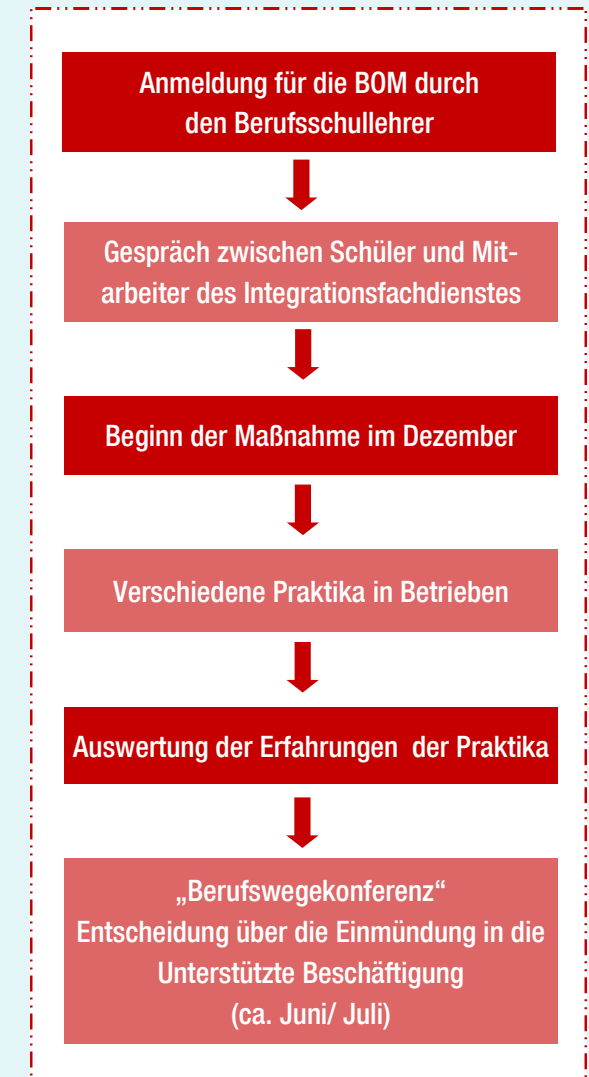 Anmeldung für die BOM durch
den Berufsschullehrer
Gespräch zwischen Schüler und Mit-
arbeiter des Integrationsfachdienstes
Beginn der Maßnahme im Dezember
Verschiedene Praktika in Betrieben
Auswertung der Erfahrungen  der Praktika
„Berufswegekonferenz“
Entscheidung über die Einmündung in die
Unterstützte Beschäftigung
(ca. Juni/ Juli)